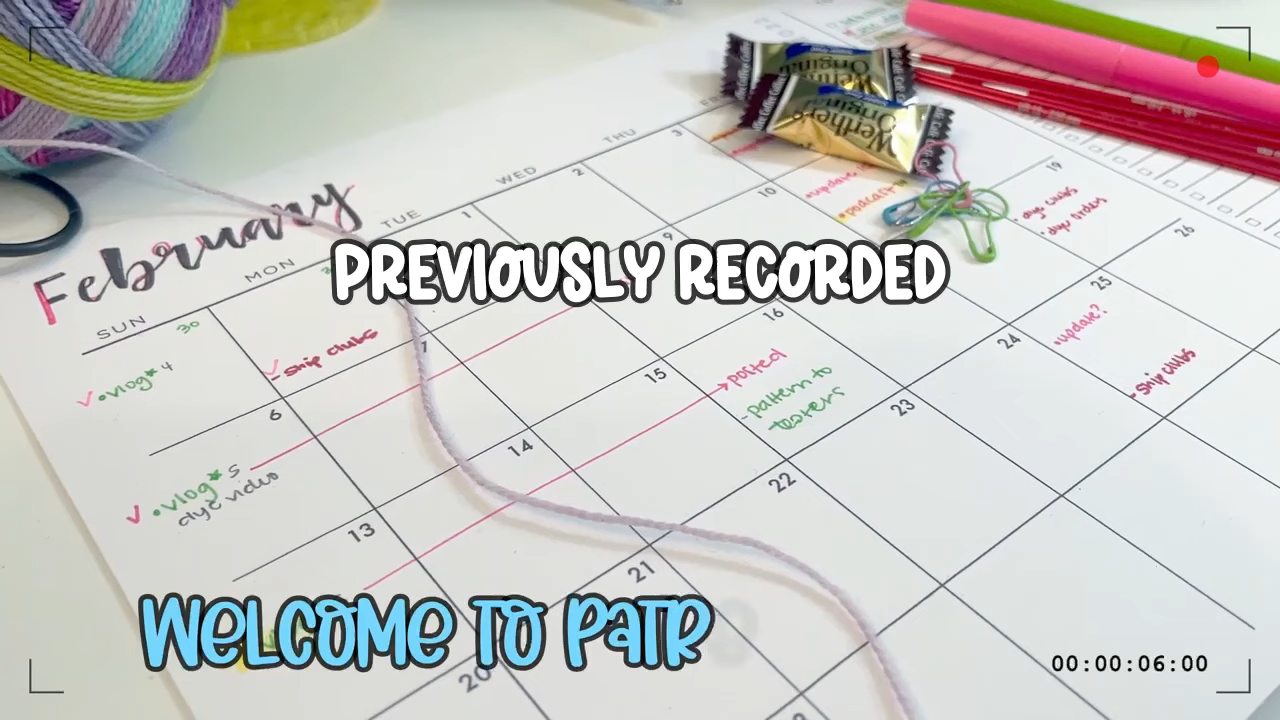 PREVIOUSLY RECORDED
WELCOME TO PATR
00:00:06:00
February
SUN
MON
TUE
WED
THU
30
1
2
3
✓•vlog* 4
✓-ship clubs
6
7
9
10
•update
•podcast
✓•vlog* 5
dye video
13
14
15
16
→posted
-pattern to
testers
19
•dye clubs
•dye orders
20
21
22
23
24
25
•update?
26
-ship clubs
Werther's
Original
Werther's
Original